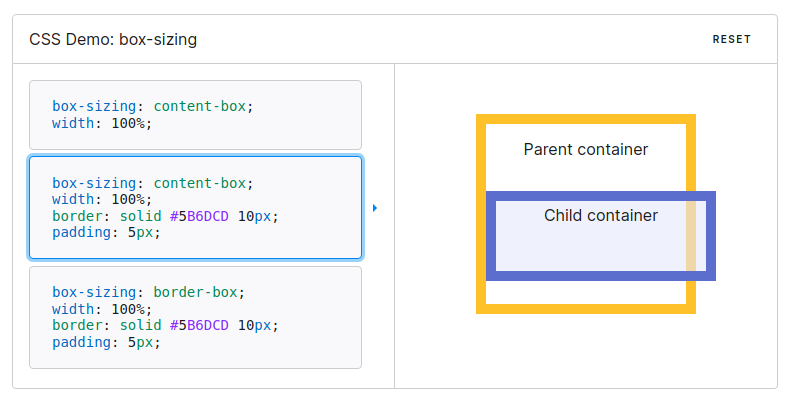 CSS Demo: box-sizing
RESET
box-sizing: content-box;
width: 100%;
box-sizing: content-box;
width: 100%;
border: solid #5B6DCD 10px;
padding: 5px;
box-sizing: border-box;
width: 100%;
border: solid #5B6DCD 10px;
padding: 5px;
Parent container
Child container